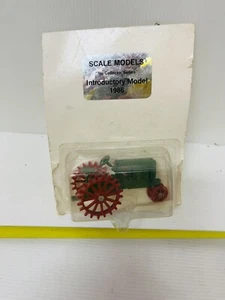 SCALE MODELS
The Collector Series
Introductory Model
1986